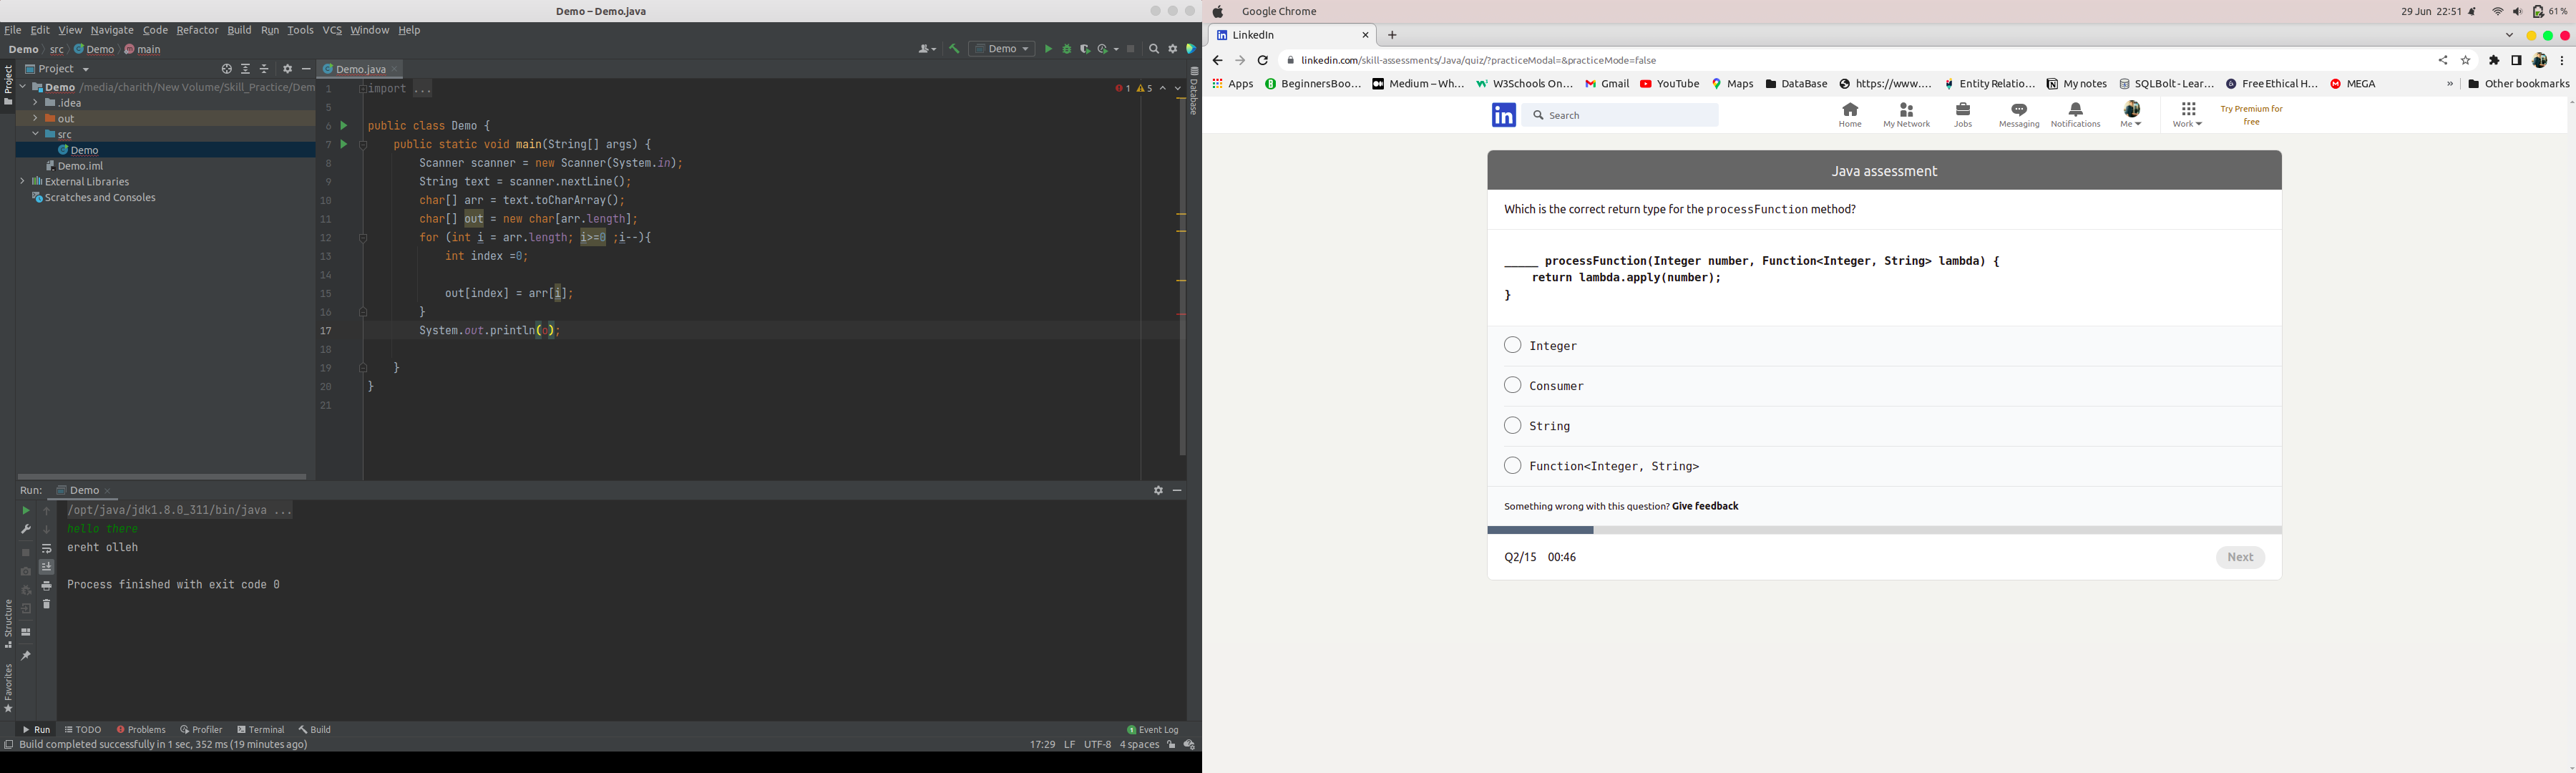 Demo – Demo.java
File Edit View Navigate Code Refactor Build Run Tools VCS Window Help
Demo src Demo main
Demo
Project
Demo.java
Project
Demo /media/charith/New Volume/Skill_Practice/Dem
.idea
out
src
Demo
Demo.iml
External Libraries
Scratches and Consoles
1 import ...
1 5
5
6 public class Demo {
7 public static void main(String[] args) {
8 Scanner scanner = new Scanner(System.in);
9 String text = scanner.nextLine();
10 char[] arr = text.toCharArray();
11 char[] out = new char[arr.length];
12 for (int i = arr.length; i>=0 ;i--){
13 int index =0;
14
15 out[index] = arr[i];
16 }
17 System.out.println(o);
18
19 }
20 }
21
Database
Run: Demo
/opt/java/jdk1.8.0_311/bin/java ...
hello there
ereht olleh
Process finished with exit code 0
Structure
Favorites
Run TODO Problems Profiler Terminal Build
1 Event Log
Build completed successfully in 1 sec, 352 ms (19 minutes ago)
17:29 LF UTF-8 4 spaces
Google Chrome
29 Jun 22:51
61%
LinkedIn
linkedin.com/skill-assessments/Java/quiz/?practiceModal=&practiceMode=false
Apps BeginnersBoo... Medium – Wh... W3Schools On... Gmail YouTube Maps DataBase https://www.... Entity Relatio... My notes SQLBolt - Lear... Free Ethical H... MEGA » Other bookmarks
in
Search
Home My Network Jobs Messaging Notifications Me Work
Try Premium for
free
Java assessment
Which is the correct return type for the processFunction method?
_____ processFunction(Integer number, Function<Integer, String> lambda) {
return lambda.apply(number);
}
Integer
Consumer
String
Function<Integer, String>
Something wrong with this question? Give feedback
Q2/15 00:46
Next